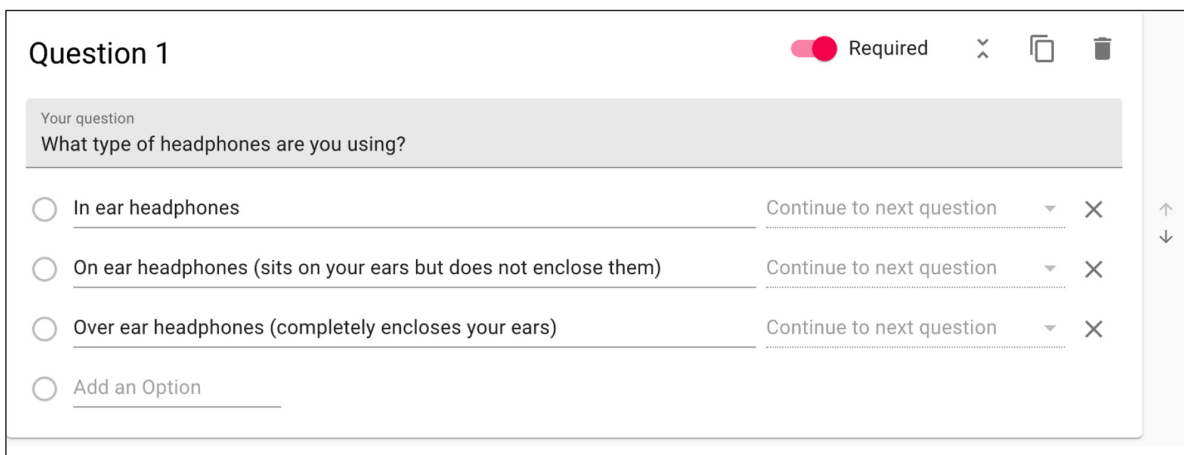 Question 1
Required
Your question
What type of headphones are you using?
In ear headphones
Continue to next question
On ear headphones (sits on your ears but does not enclose them)
Continue to next question
Over ear headphones (completely encloses your ears)
Continue to next question
Add an Option